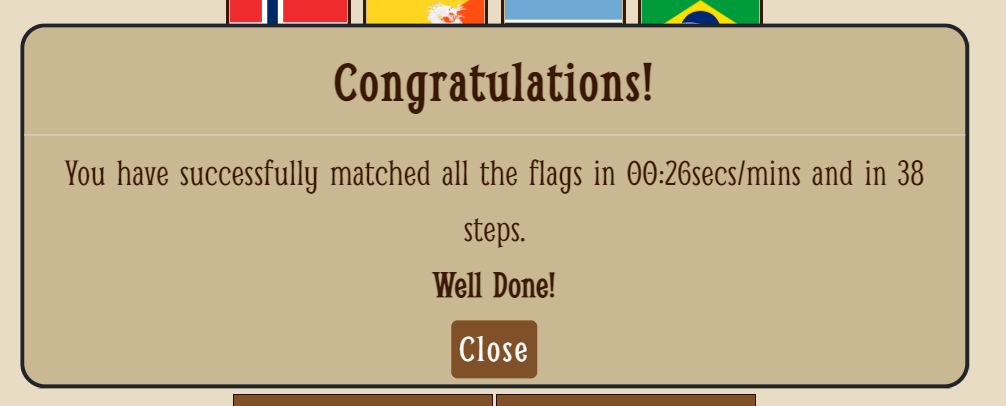 Congratulations!
You have successfully matched all the flags in 00:26secs/mins and in 38
steps.
Well Done!
Close